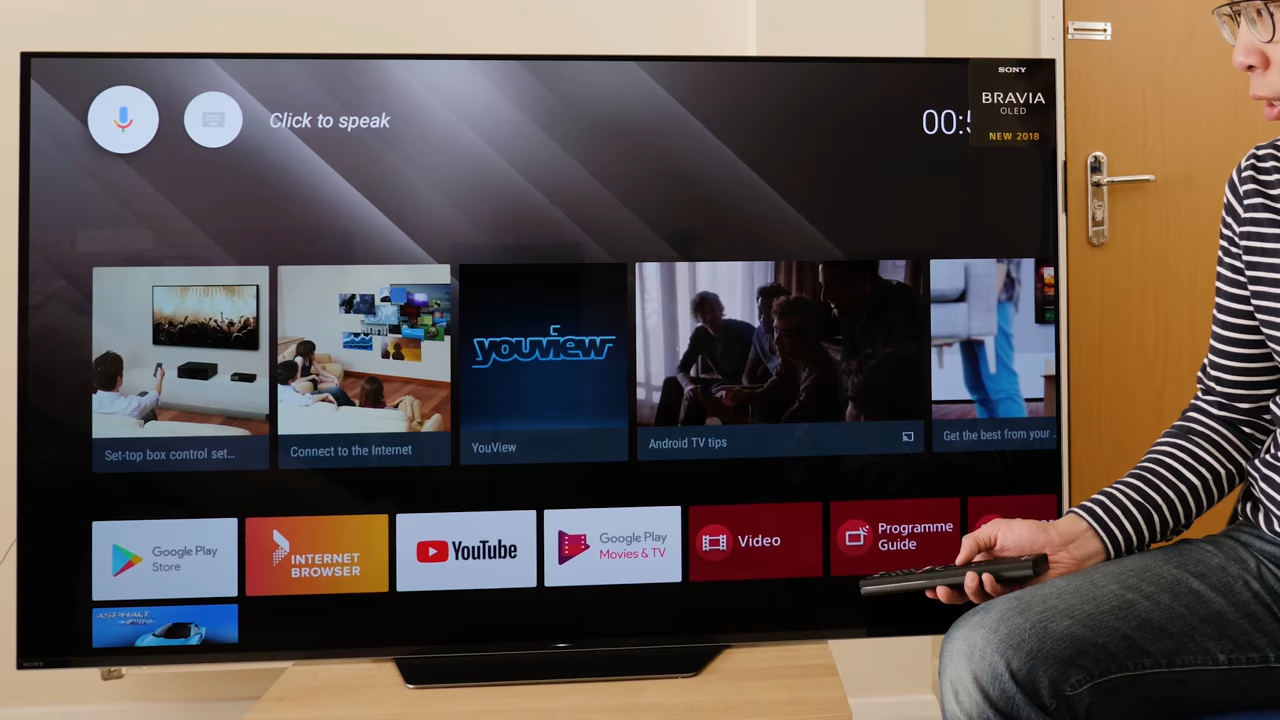 SONY
BRAVIA
OLED
NEW 2018
Click to speak
00:5
youview
Set-top box control set...
Connect to the Internet
YouView
Android TV tips
Get the best from your .
Google Play
Store
INTERNET
BROWSER
YouTube
Google Play
Movies & TV
Video
Programme
Guide
ASPHALT
SONY